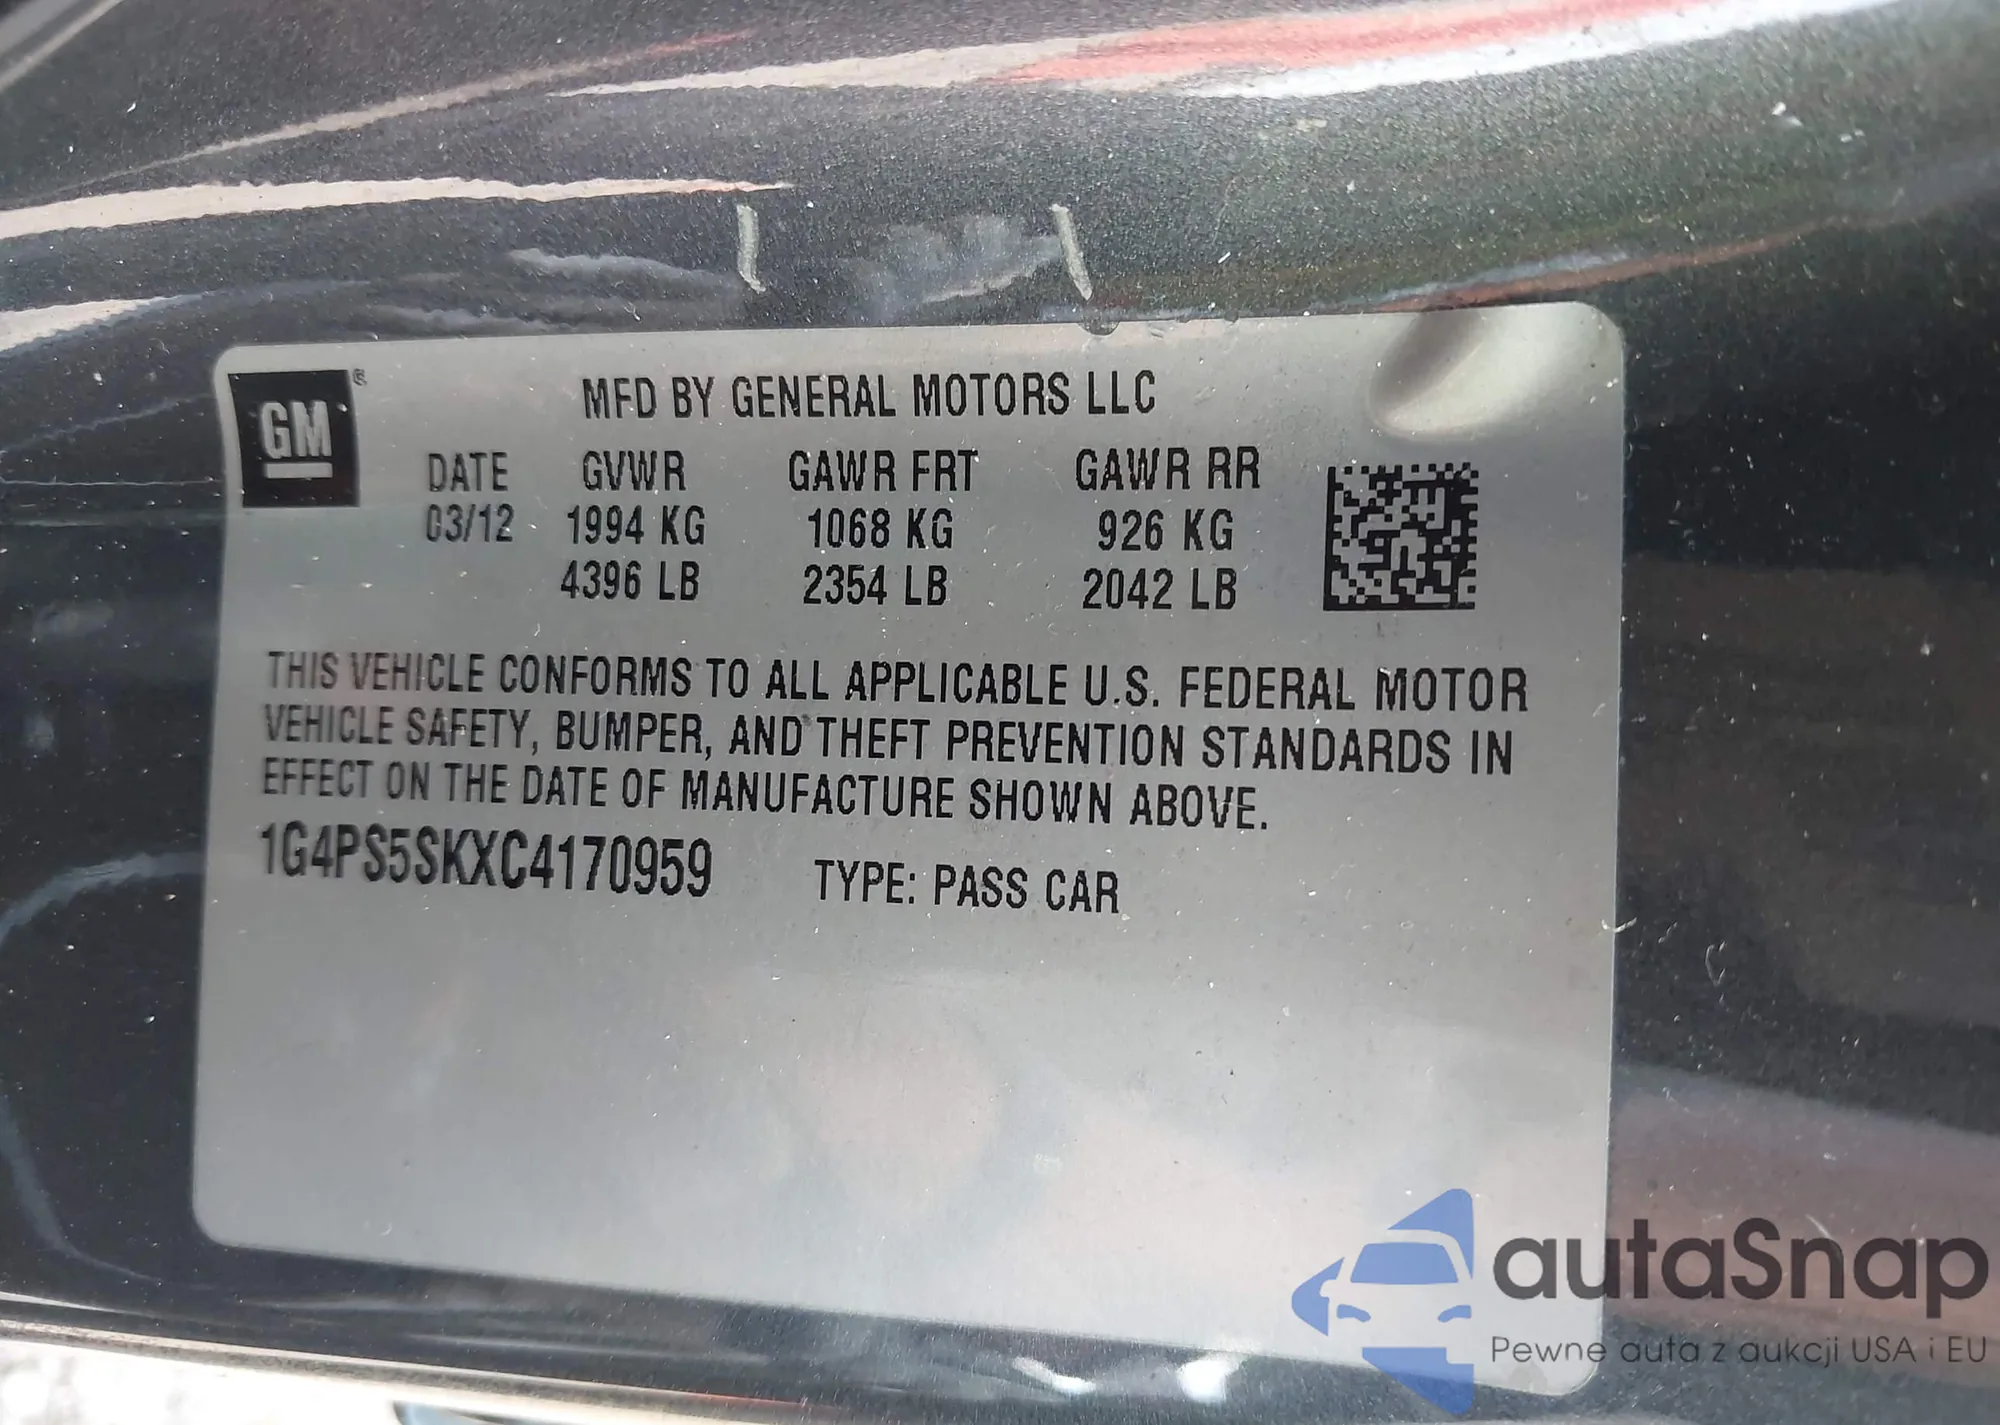 GM®
MFD BY GENERAL MOTORS LLC
DATE GVWR GAWR FRT GAWR RR
03/12 1994 KG 1068 KG 926 KG
4396 LB 2354 LB 2042 LB
THIS VEHICLE CONFORMS TO ALL APPLICABLE U.S. FEDERAL MOTOR
VEHICLE SAFETY, BUMPER, AND THEFT PREVENTION STANDARDS IN
EFFECT ON THE DATE OF MANUFACTURE SHOWN ABOVE.
1G4PS5SKXC4170959 TYPE: PASS CAR
autaSnap
Pewne auta z aukcji USA i EU